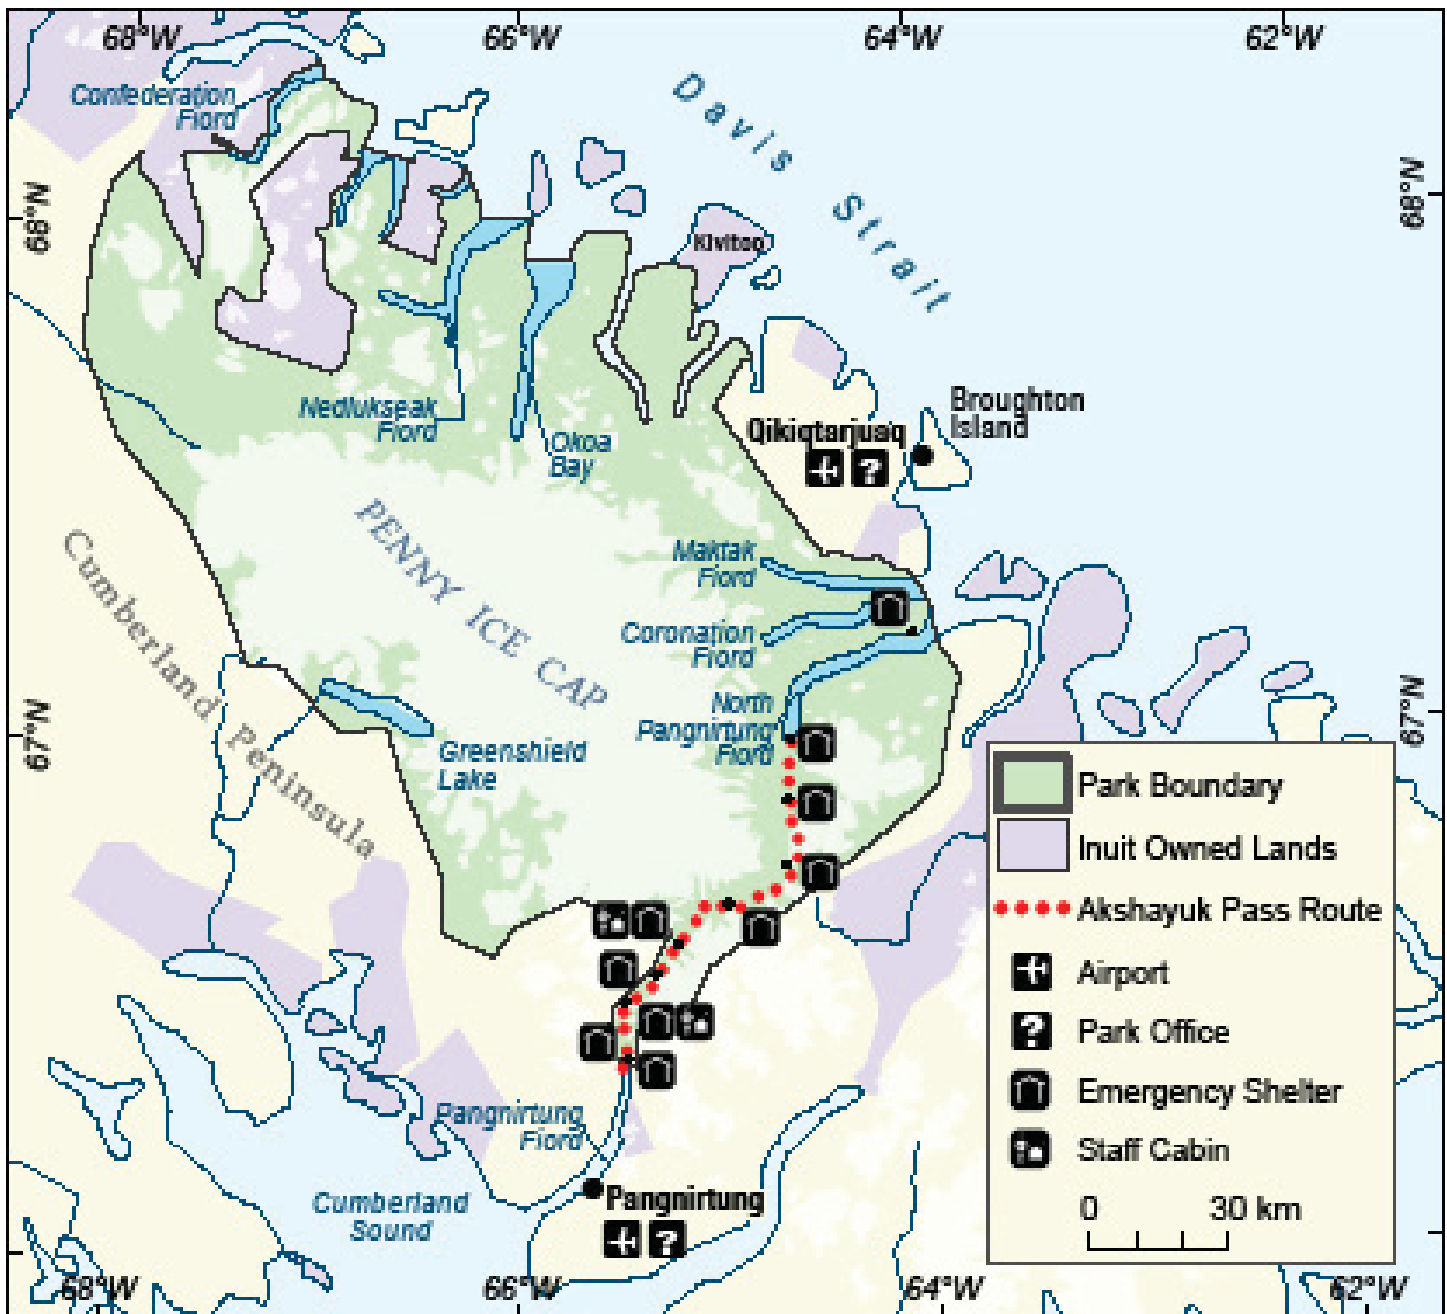 68°W
66°W
64°W
62°W
Confederation
Fiord
Davis Strait
68°N
68°N
Kivitoo
Nedlukseak
Fiord
Okoa
Bay
Broughton
Island
Qikiqtarjuaq
?
PENNY ICE CAP
Maktak
Fiord
Cumberland Peninsula
Coronation
Fiord
67°N
67°N
North
Pangnirtung
Fiord
Greenshield
Lake
Park Boundary
Inuit Owned Lands
Akshayuk Pass Route
Airport
? Park Office
Emergency Shelter
Staff Cabin
0 30 km
Pangnirtung
Fiord
Cumberland
Sound
Pangnirtung
?
68°W
66°W
64°W
62°W